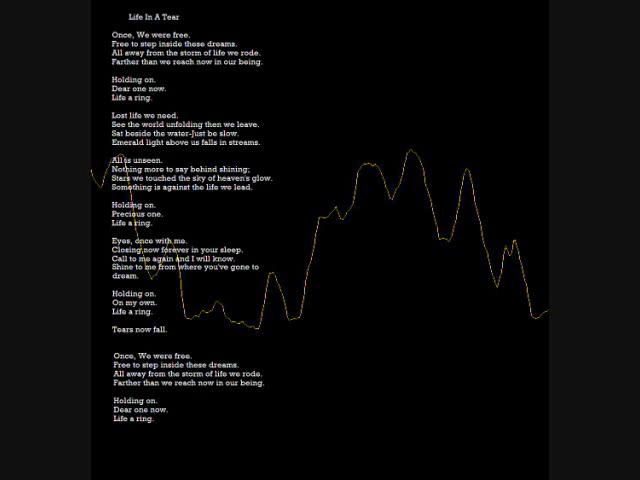 Life In A Tear
Once, We were free.
Free to step inside these dreams.
All away from the storm of life we rode.
Farther than we reach now in our being.
Holding on.
Dear one now.
Life a ring.
Lost life we need.
See the world unfolding then we leave.
Sat beside the water-Just be slow.
Emerald light above us falls in streams.
All is unseen.
Nothing more to say behind shining;
Stars we touched the sky of heaven's glow.
Something is against the life we lead.
Holding on.
Precious one.
Life a ring.
Eyes, once with me.
Closing now forever in your sleep.
Call to me again and I will know.
Shine to me from where you've gone to
dream.
Holding on.
On my own.
Life a ring.
Tears now fall.
Once, We were free.
Free to step inside these dreams.
All away from the storm of life we rode.
Farther than we reach now in our being.
Holding on.
Dear one now.
Life a ring.